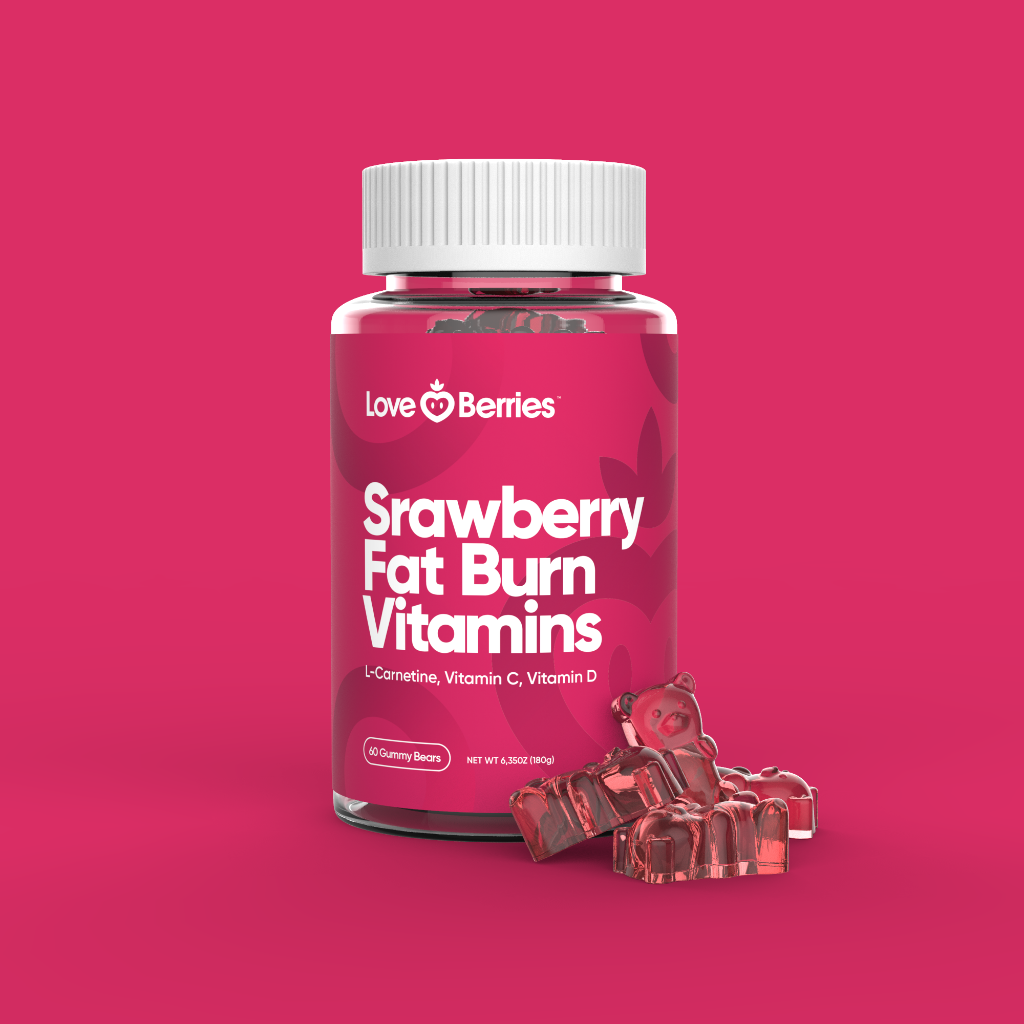 Love Berries™
Srawberry
Fat Burn
Vitamins
L-Carnetine, Vitamin C, Vitamin D
60 Gummy Bears
NET WT 6,35OZ (180g)